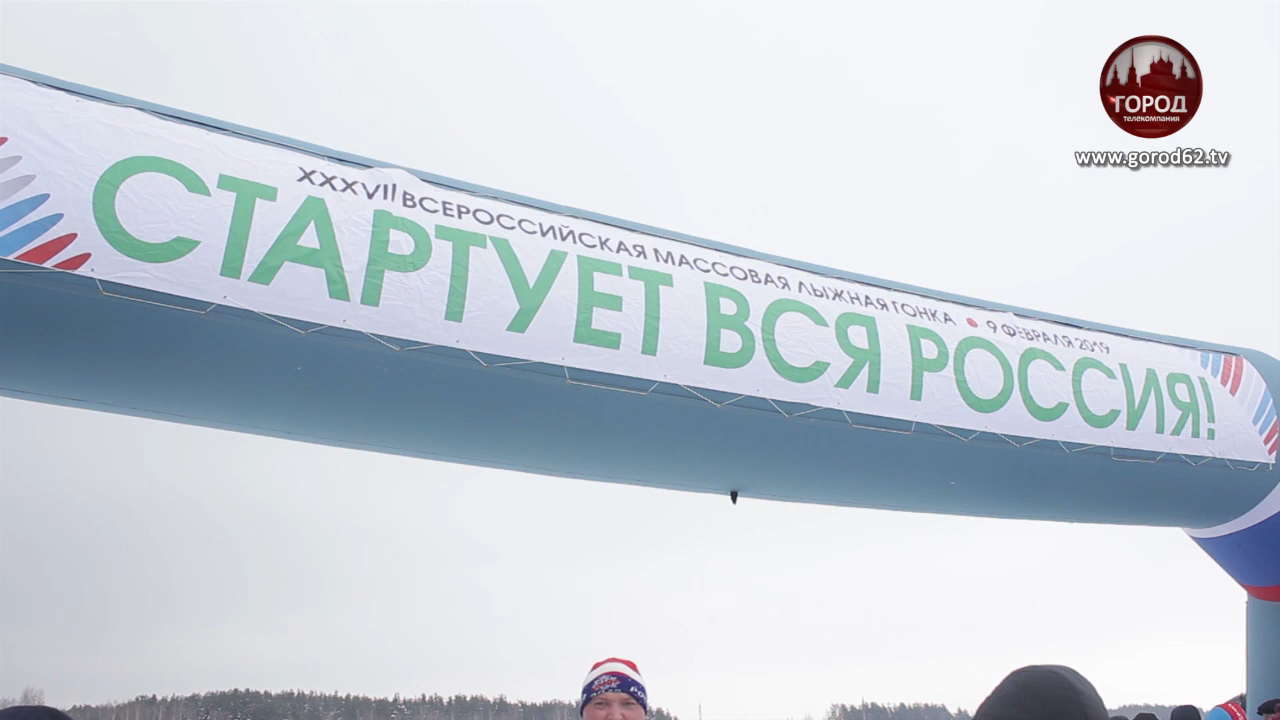 ГОРОД
телекомпания
www.gorod62.tv
XXXVII ВСЕРОССИЙСКАЯ МАССОВАЯ ЛЫЖНАЯ ГОНКА • 9 ФЕВРАЛЯ 2019
СТАРТУЕТ ВСЯ РОССИЯ!